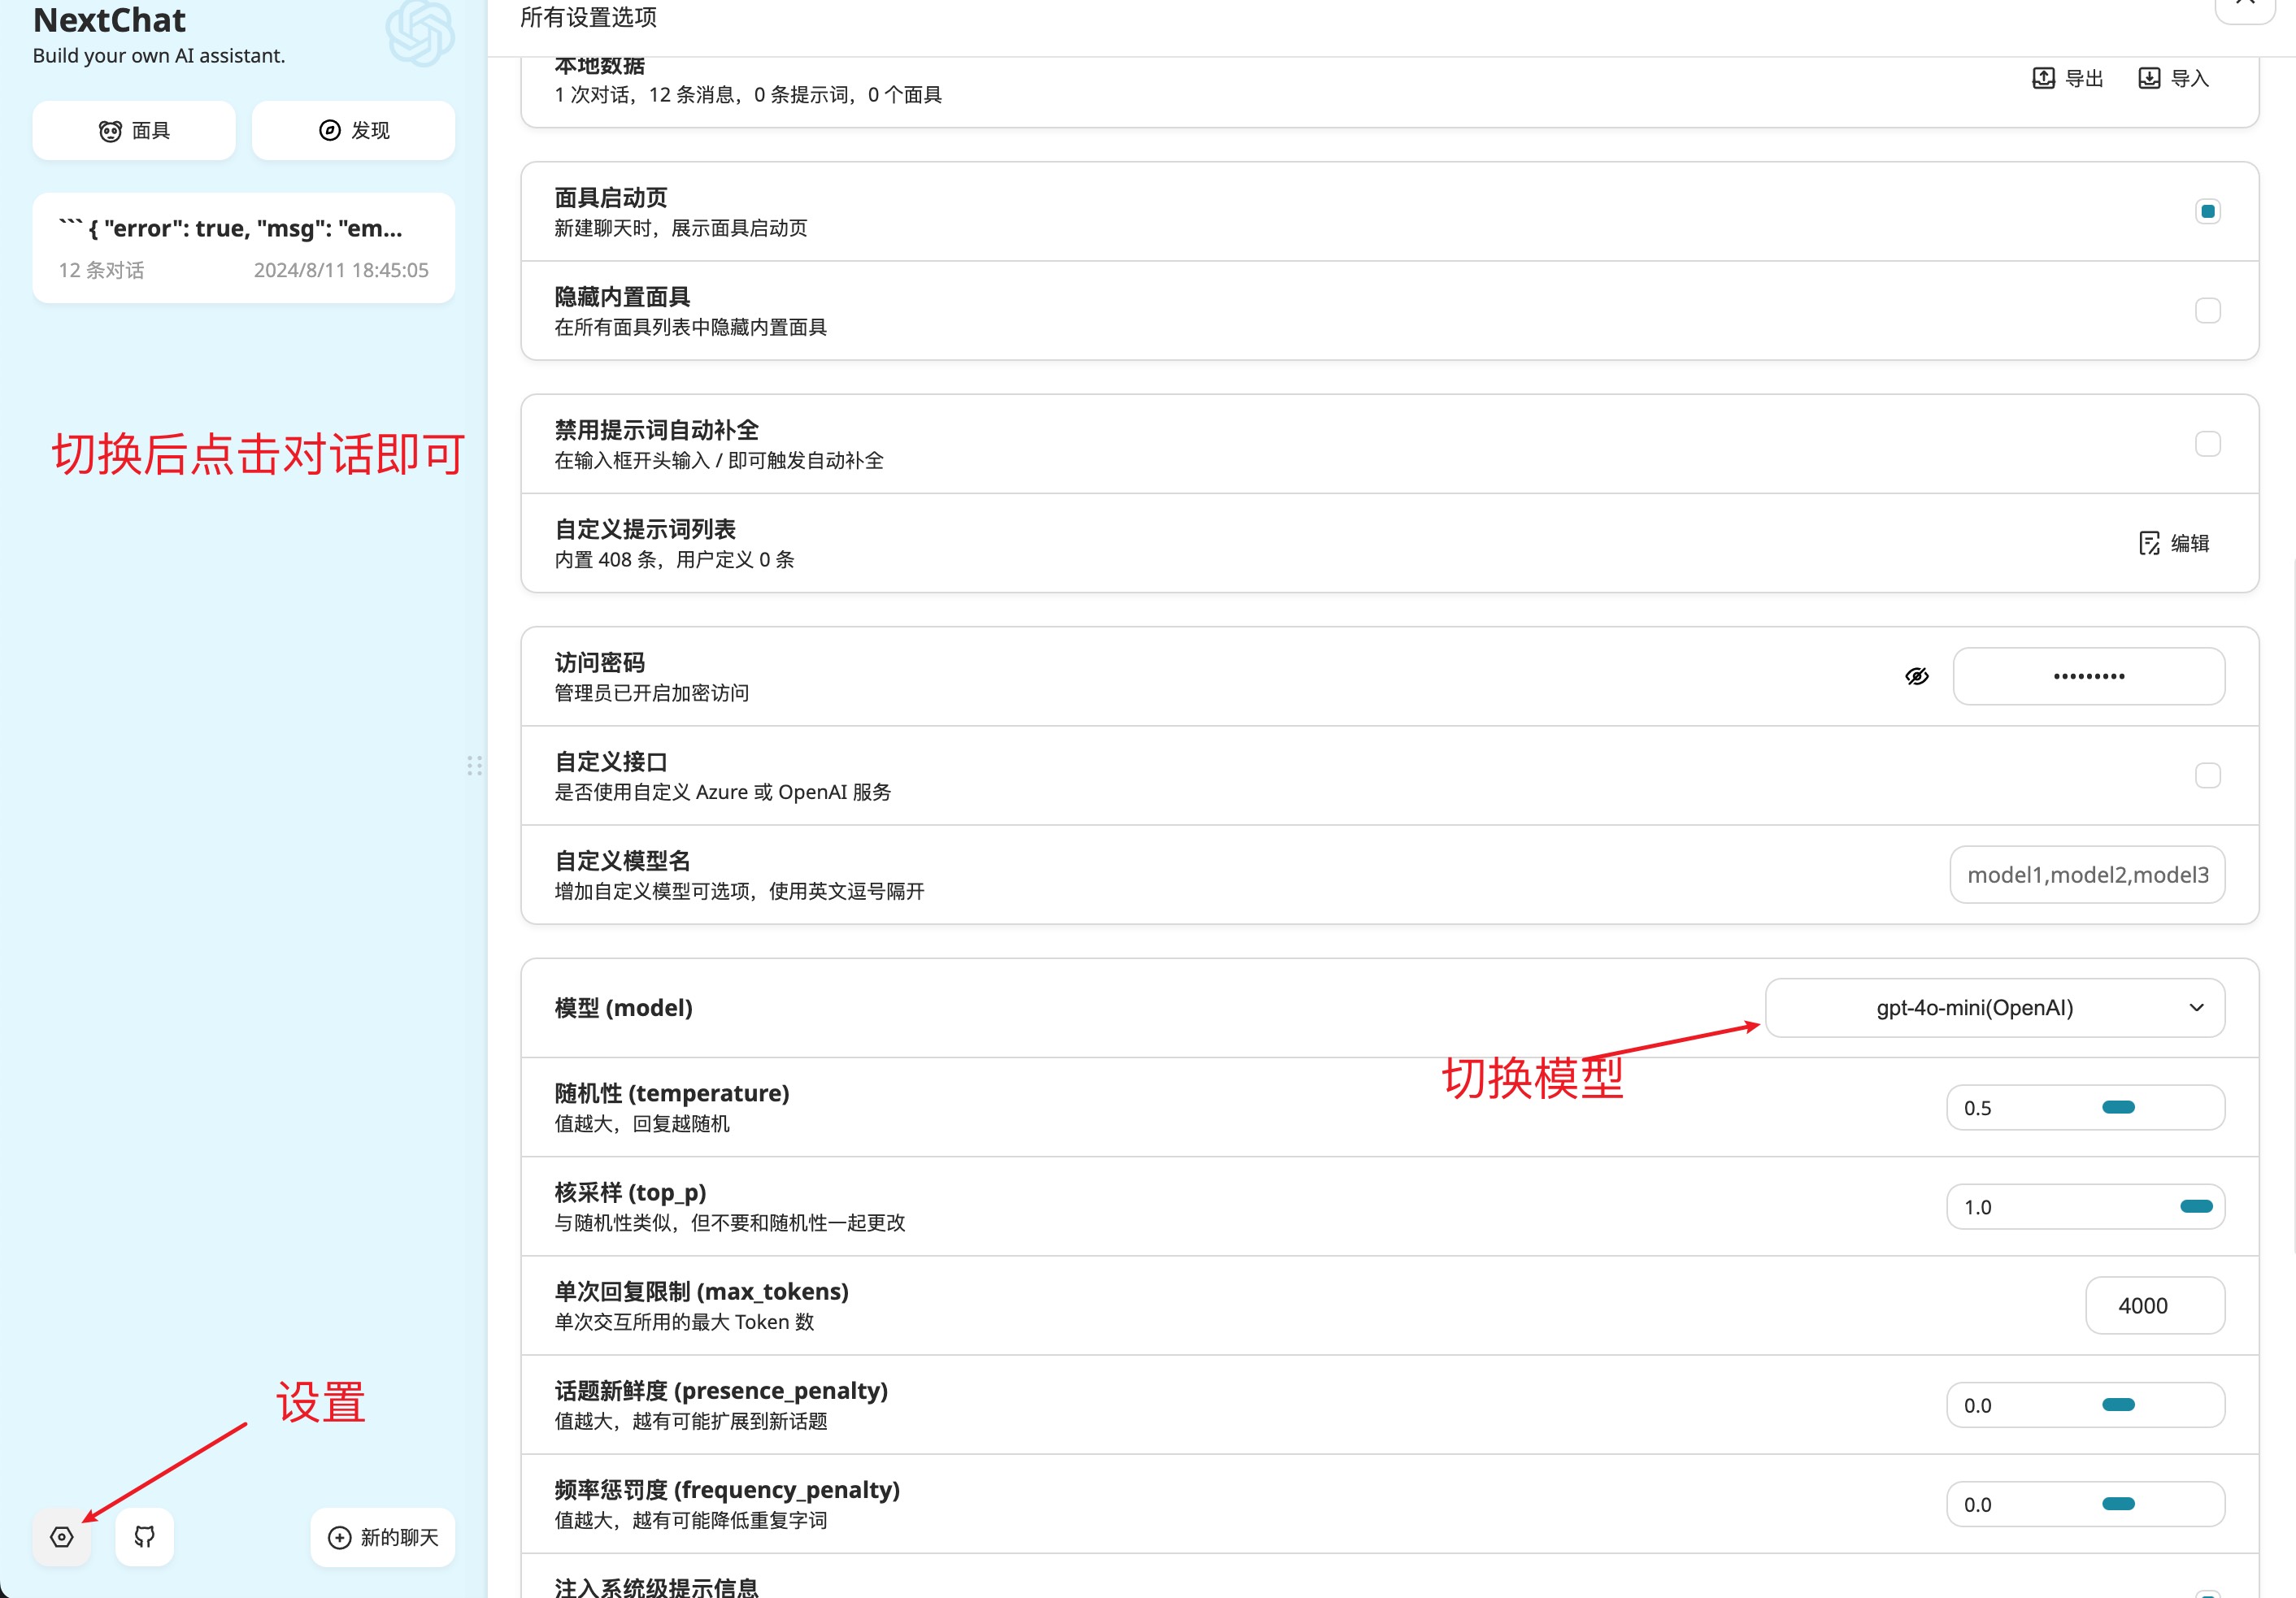 NextChat
Build your own AI assistant.
面具
发现
``` { "error": true, "msg": "em...
12 条对话
2024/8/11 18:45:05
切换后点击对话即可
设置
新的聊天
所有设置选项
本地数据
1 次对话，12 条消息，0 条提示词，0 个面具
导出
导入
面具启动页
新建聊天时，展示面具启动页
隐藏内置面具
在所有面具列表中隐藏内置面具
禁用提示词自动补全
在输入框开头输入 / 即可触发自动补全
自定义提示词列表
内置 408 条，用户定义 0 条
编辑
访问密码
管理员已开启加密访问
•••••••••
自定义接口
是否使用自定义 Azure 或 OpenAI 服务
自定义模型名
增加自定义模型可选项，使用英文逗号隔开
model1,model2,model3
模型 (model)
gpt-4o-mini(OpenAI)
切换模型
随机性 (temperature)
值越大，回复越随机
0.5
核采样 (top_p)
与随机性类似，但不要和随机性一起更改
1.0
单次回复限制 (max_tokens)
单次交互所用的最大 Token 数
4000
话题新鲜度 (presence_penalty)
值越大，越有可能扩展到新话题
0.0
频率惩罚度 (frequency_penalty)
值越大，越有可能降低重复字词
0.0
注入系统级提示信息